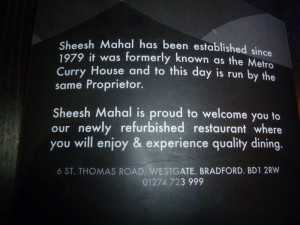 Sheesh Mahal has been established since
1979 it was formerly known as the Metro
Curry House and to this day is run by the
same Proprietor.
Sheesh Mahal is proud to welcome you to
our newly refurbished restaurant where
you will enjoy & experience quality dining.
6 ST. THOMAS ROAD, WESTGATE, BRADFORD. BD1 2RW
01274 723 999